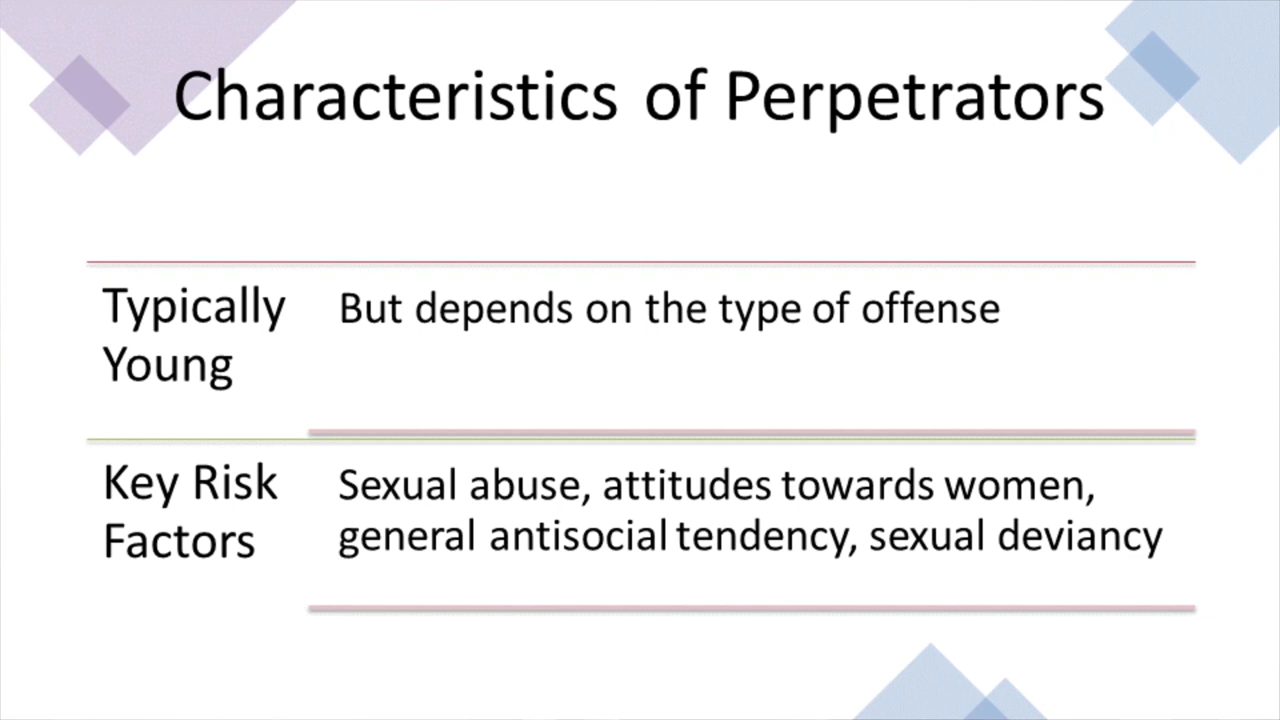 Characteristics of Perpetrators
Typically
Young
But depends on the type of offense
Key Risk
Factors
Sexual abuse, attitudes towards women,
general antisocial tendency, sexual deviancy